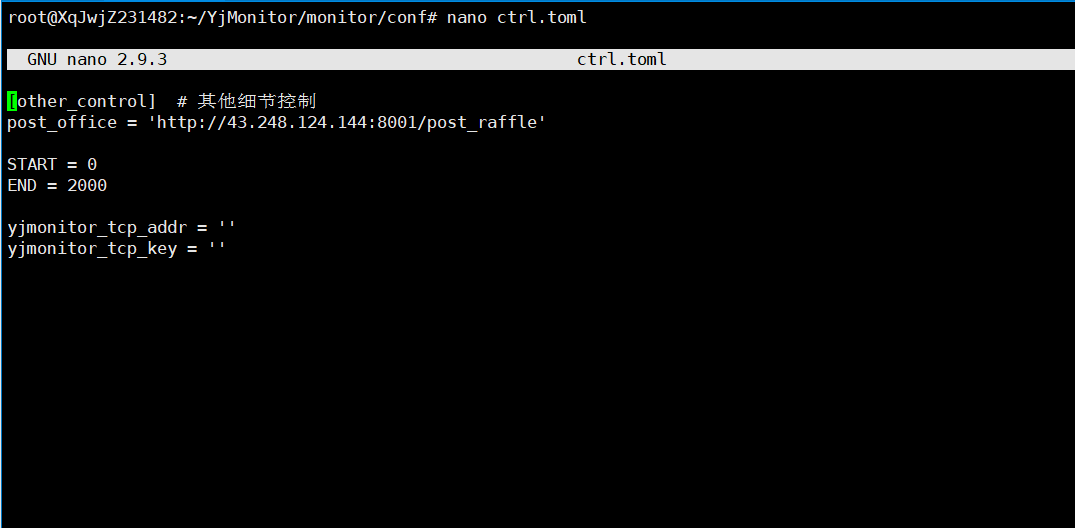 root@XqJwjZ231482:~/YjMonitor/monitor/conf# nano ctrl.toml
GNU nano 2.9.3 ctrl.toml
[other_control]  # 其他细节控制
post_office = 'http://43.248.124.144:8001/post_raffle'
START = 0
END = 2000
yjmonitor_tcp_addr = ''
yjmonitor_tcp_key = ''